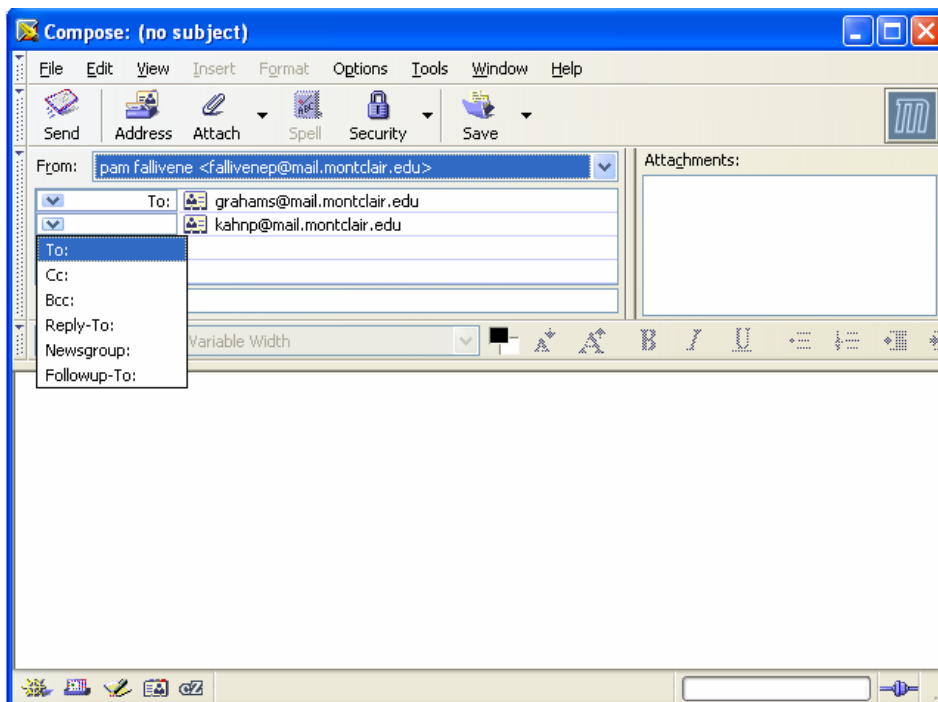 Compose: (no subject)
File Edit View Insert Format Options Tools Window Help
Send Address Attach Spell Security Save
From: pam fallivene <fallivenep@mail.montclair.edu>
Attachments:
To: grahams@mail.montclair.edu
kahnp@mail.montclair.edu
To:
Cc:
Bcc:
Reply-To:
Newsgroup:
Followup-To:
Variable Width